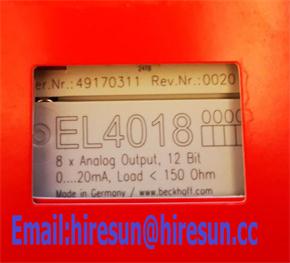 2418
er.Nr.: 49170311 Rev.Nr.: 0020
EL4018
8 x Analog Output, 12 Bit
0....20mA, Load < 150 Ohm
Made in Germany / www.beckhoff.com
Email:hiresun@hiresun.cc